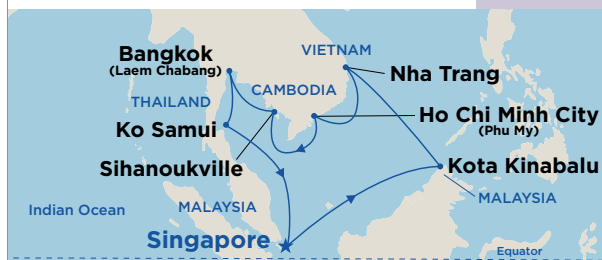 VIETNAM
Bangkok
(Laem Chabang)
Nha Trang
CAMBODIA
THAILAND
Ho Chi Minh City
(Phu My)
Ko Samui
Sihanoukville
Kota Kinabalu
MALAYSIA
MALAYSIA
Indian Ocean
Singapore
Equator